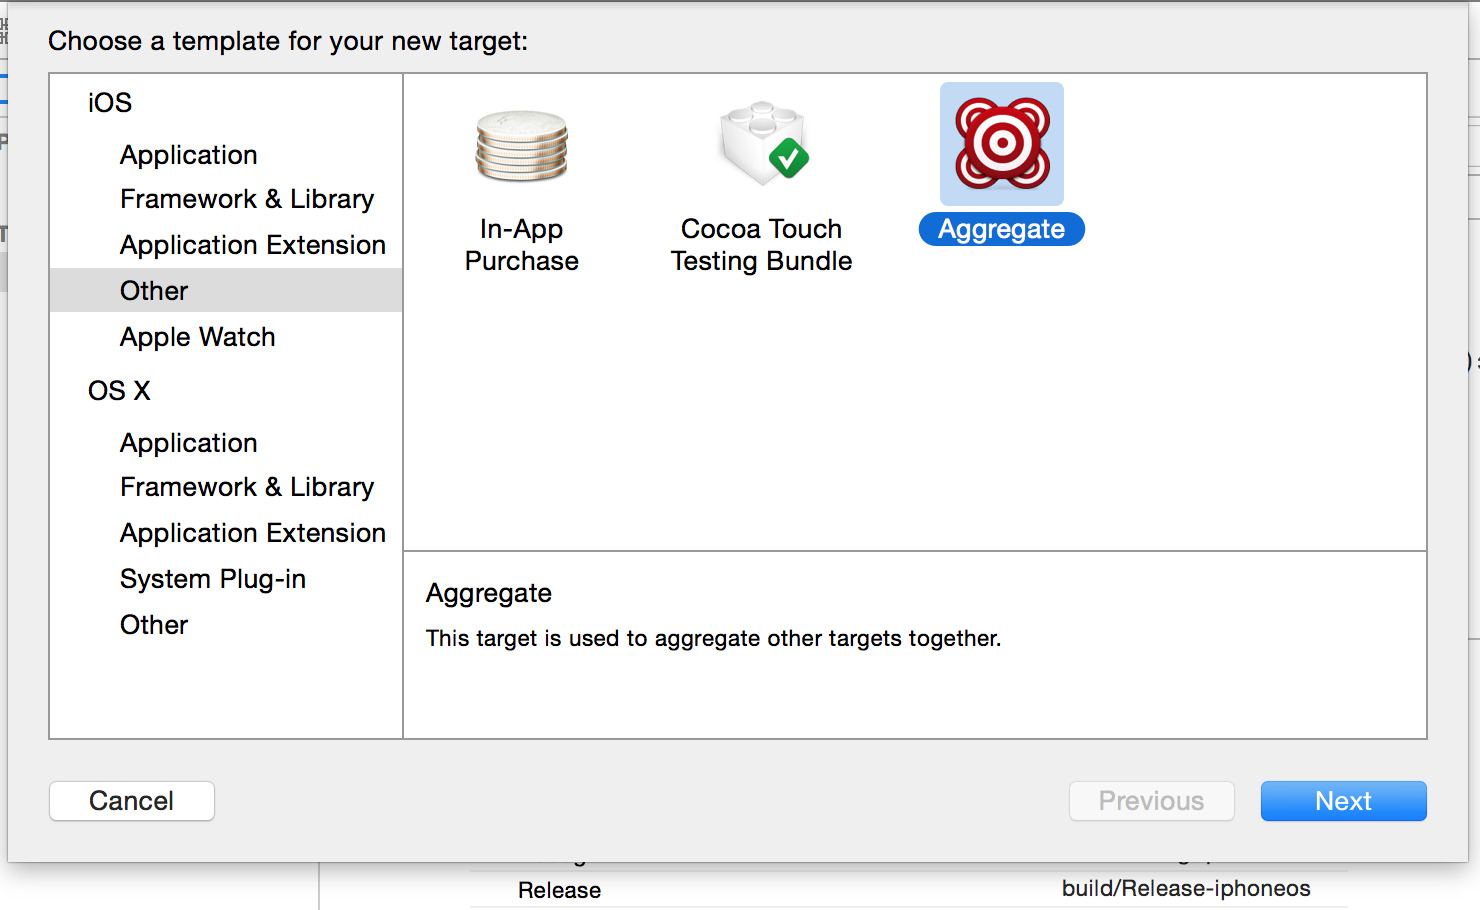 Choose a template for your new target:
iOS
Application
Framework & Library
Application Extension
Other
Apple Watch
OS X
Application
Framework & Library
Application Extension
System Plug-in
Other
In-App
Purchase
Cocoa Touch
Testing Bundle
Aggregate
Aggregate
This target is used to aggregate other targets together.
Cancel
Previous
Next
Release
build/Release-iphoneos